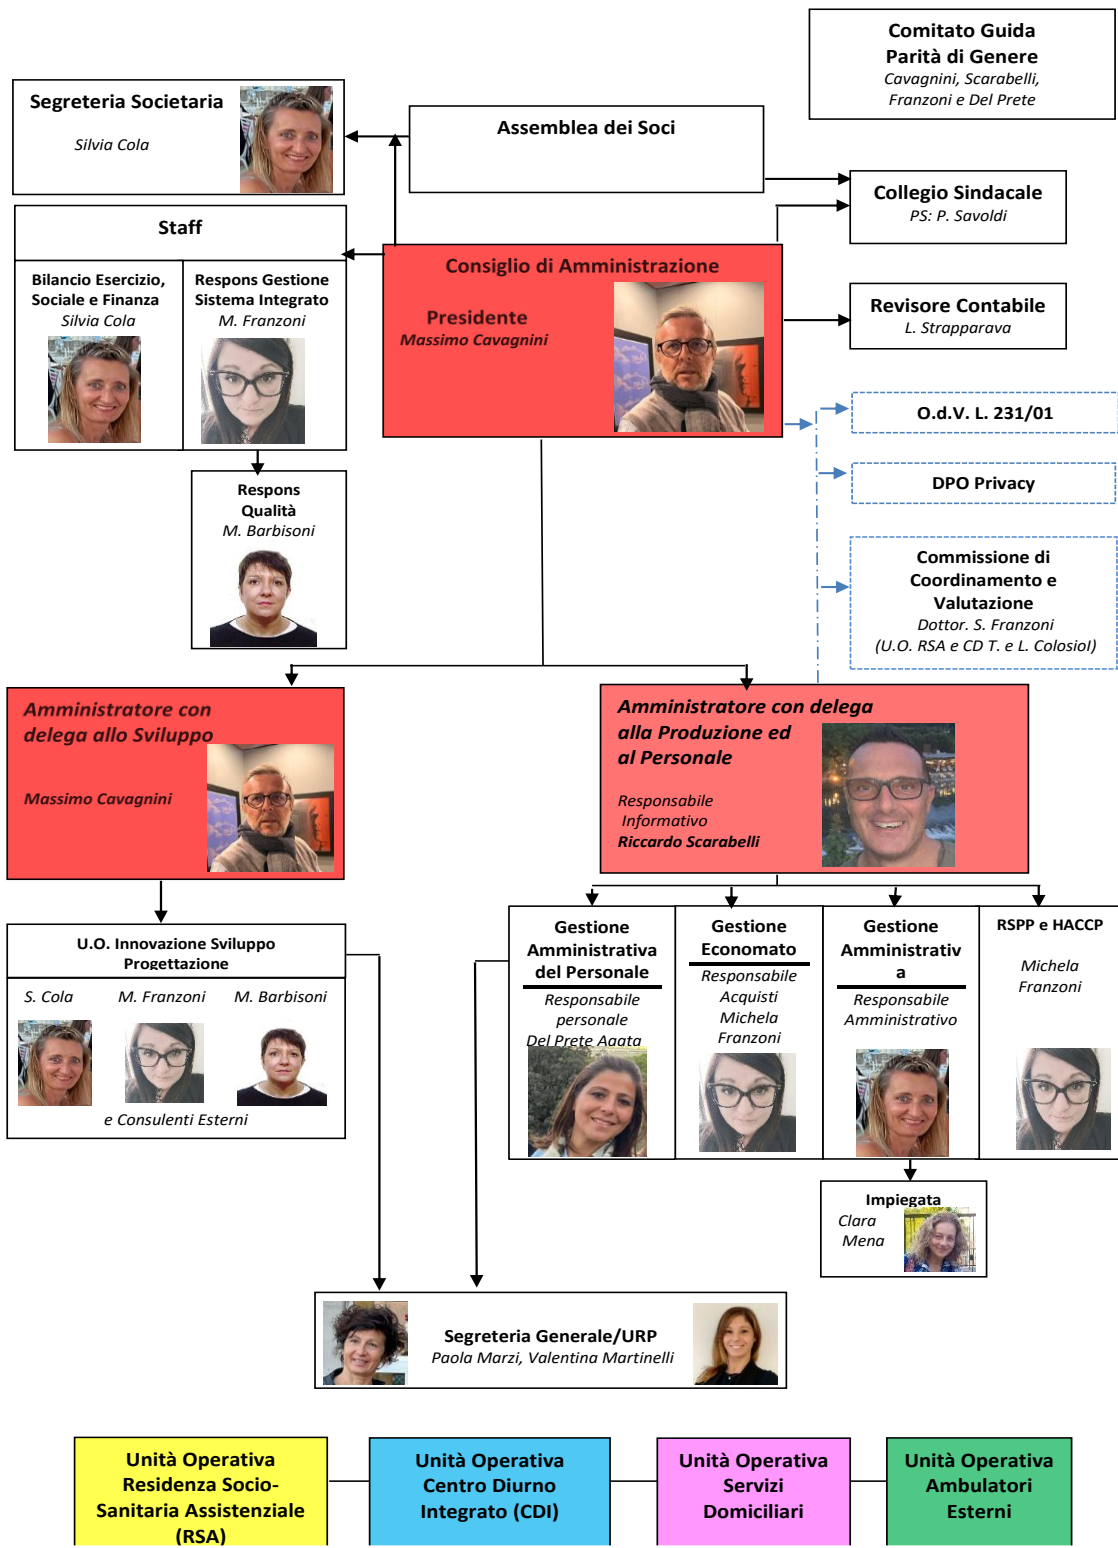 Comitato Guida
Parità di Genere
Cavagnini, Scarabelli,
Franzoni e Del Prete
Segreteria Societaria
Silvia Cola
Assemblea dei Soci
Collegio Sindacale
PS: P. Savoldi
Staff
Bilancio Esercizio,
Sociale e Finanza
Silvia Cola
Respons Gestione
Sistema Integrato
M. Franzoni
Consiglio di Amministrazione
Presidente
Massimo Cavagnini
Revisore Contabile
L. Strapparava
O.d.V. L. 231/01
DPO Privacy
Respons
Qualità
M. Barbisoni
Commissione di
Coordinamento e
Valutazione
Dottor. S. Franzoni
(U.O. RSA e CD T. e L. Colosiol)
Amministratore con
delega allo Sviluppo
Massimo Cavagnini
Amministratore con delega
alla Produzione ed
al Personale
Responsabile
Informativo
Riccardo Scarabelli
U.O. Innovazione Sviluppo
Progettazione
S. Cola
M. Franzoni
M. Barbisoni
e Consulenti Esterni
Gestione
Amministrativa
del Personale
Responsabile
personale
Del Prete Agata
Gestione
Economato
Responsabile
Acquisti
Michela
Franzoni
Gestione
Amministrativ
a
Responsabile
Amministrativo
RSPP e HACCP
Michela
Franzoni
Impiegata
Clara
Mena
Segreteria Generale/URP
Paola Marzi, Valentina Martinelli
Unità Operativa
Residenza Socio-
Sanitaria Assistenziale
(RSA)
Unità Operativa
Centro Diurno
Integrato (CDI)
Unità Operativa
Servizi
Domiciliari
Unità Operativa
Ambulatori
Esterni